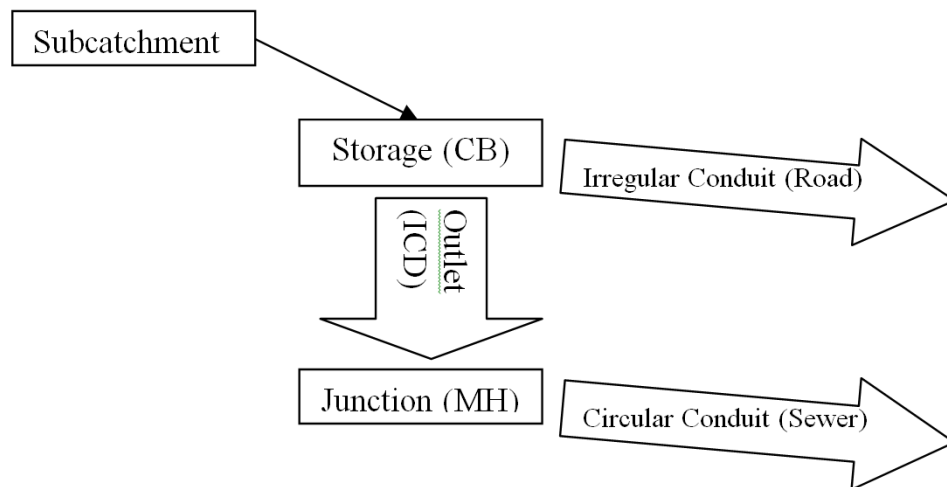 Subcatchment
Storage (CB)
Irregular Conduit (Road)
Outlet
(ICD)
Junction (MH)
Circular Conduit (Sewer)